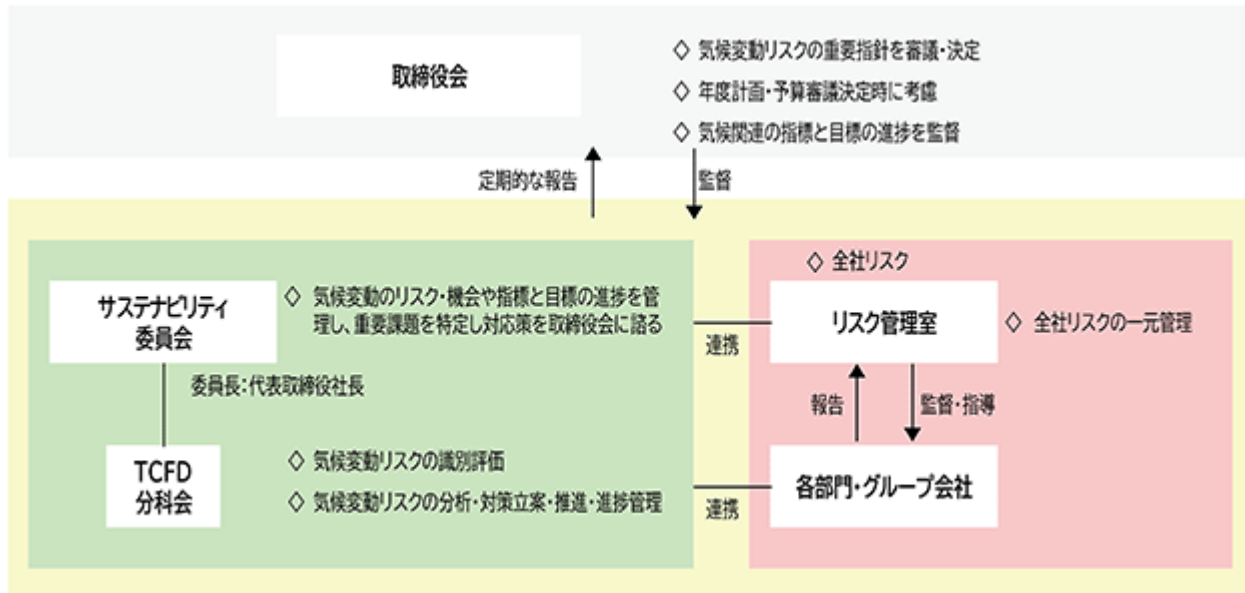 取締役会
◇ 気候変動リスクの重要指針を審議・決定
◇ 年度計画・予算審議決定時に考慮
◇ 気候関連の指標と目標の進捗を監督
定期的な報告
監督
サステナビリティ
委員会
◇ 気候変動のリスク・機会や指標と目標の進捗を管
理し、重要課題を特定し対応策を取締役会に諮る
委員長:代表取締役社長
TCFD
分科会
◇ 気候変動リスクの識別評価
◇ 気候変動リスクの分析・対策立案・推進・進捗管理
連携
連携
◇ 全社リスク
リスク管理室
◇ 全社リスクの一元管理
報告
監督・指導
各部門・グループ会社